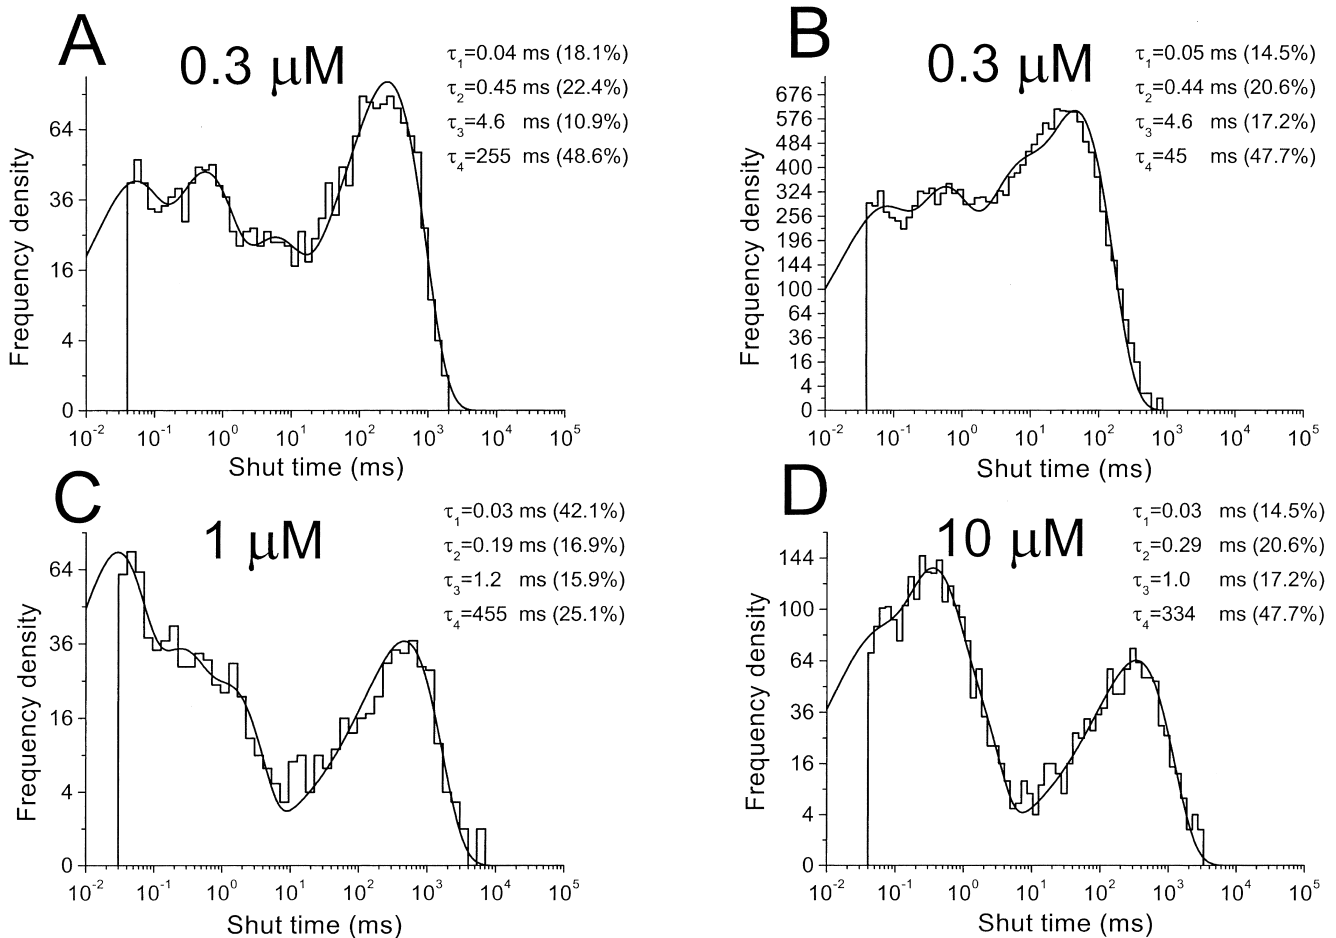 A
0.3 μM
τ₁=0.04 ms (18.1%)
τ₂=0.45 ms (22.4%)
τ₃=4.6 ms (10.9%)
τ₄=255 ms (48.6%)
Frequency density
64
36
16
4
0
10⁻² 10⁻¹ 10⁰ 10¹ 10² 10³ 10⁴ 10⁵
Shut time (ms)
B
0.3 μM
τ₁=0.05 ms (14.5%)
τ₂=0.44 ms (20.6%)
τ₃=4.6 ms (17.2%)
τ₄=45 ms (47.7%)
Frequency density
676
576
484
400
324
256
196
144
100
64
36
16
4
0
10⁻² 10⁻¹ 10⁰ 10¹ 10² 10³ 10⁴ 10⁵
Shut time (ms)
C
1 μM
τ₁=0.03 ms (42.1%)
τ₂=0.19 ms (16.9%)
τ₃=1.2 ms (15.9%)
τ₄=455 ms (25.1%)
Frequency density
64
36
16
4
0
10⁻² 10⁻¹ 10⁰ 10¹ 10² 10³ 10⁴ 10⁵
Shut time (ms)
D
10 μM
τ₁=0.03 ms (14.5%)
τ₂=0.29 ms (20.6%)
τ₃=1.0 ms (17.2%)
τ₄=334 ms (47.7%)
Frequency density
144
100
64
36
16
4
0
10⁻² 10⁻¹ 10⁰ 10¹ 10² 10³ 10⁴ 10⁵
Shut time (ms)